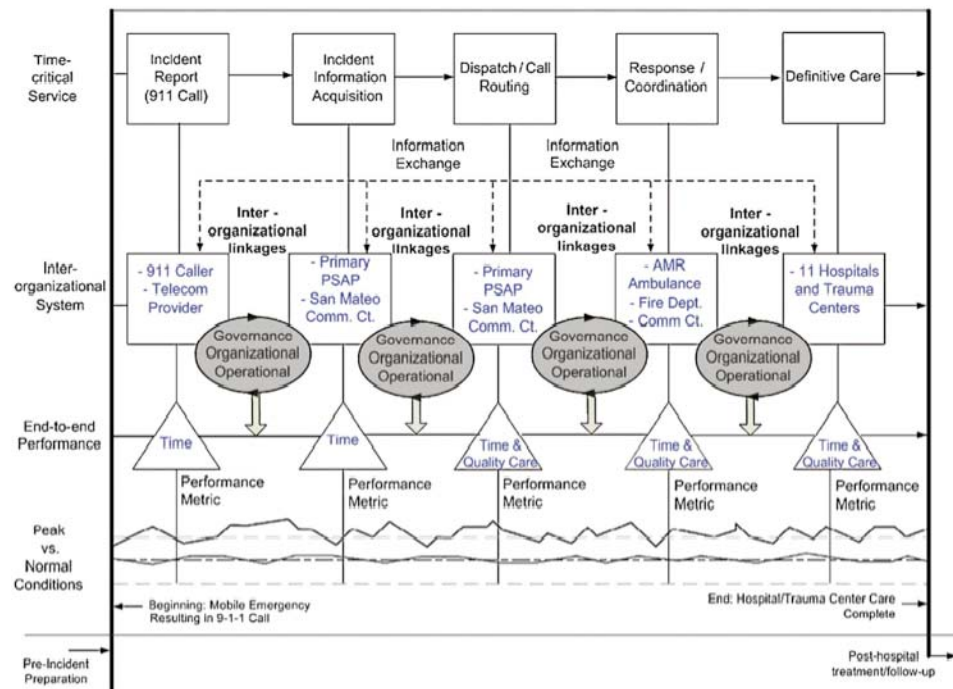 Time-
critical
Service
Incident
Report
(911 Call)
Incident
Information
Acquisition
Dispatch / Call
Routing
Response /
Coordination
Definitive Care
Information
Exchange
Information
Exchange
Inter -
organizational
linkages
Inter -
organizational
linkages
Inter -
organizational
linkages
Inter -
organizational
linkages
Inter-
organizational
System
- 911 Caller
- Telecom
Provider
- Primary
PSAP
- San Mateo
Comm. Ct.
- Primary
PSAP
- San Mateo
Comm. Ct.
- AMR
Ambulance
- Fire Dept.
- Comm Ct.
- 11 Hospitals
and Trauma
Centers
Governance
Organizational
Operational
Governance
Organizational
Operational
Governance
Organizational
Operational
Governance
Organizational
Operational
End-to-end
Performance
Time
Time
Time &
Quality Care
Time &
Quality Care
Time &
Quality Care
Performance
Metric
Performance
Metric
Performance
Metric
Performance
Metric
Performance
Metric
Peak
vs.
Normal
Conditions
Beginning: Mobile Emergency
Resulting in 9-1-1 Call
End: Hospital/Trauma Center Care
Complete
Pre-Incident
Preparation
Post-hospital
treatment/follow-up